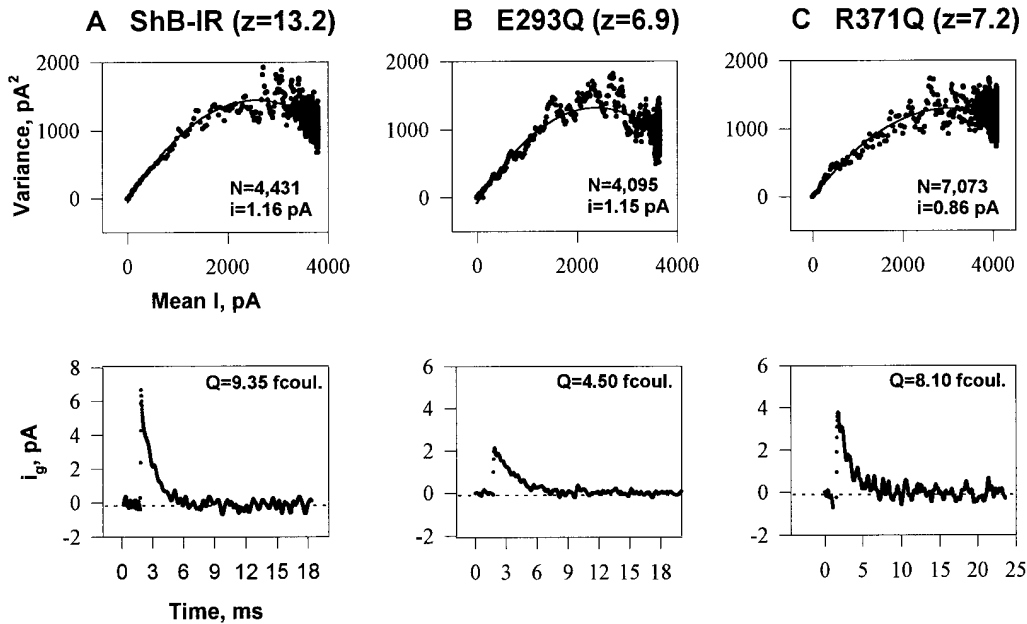 A ShB-IR (z=13.2)
B E293Q (z=6.9)
C R371Q (z=7.2)
Variance, pA²
2000
1000
0
N=4,431
i=1.16 pA
0 2000 4000
Mean I, pA
2000
1000
0
N=4,095
i=1.15 pA
0 2000 4000
2000
1000
0
N=7,073
i=0.86 pA
0 2000 4000
ig, pA
8
6
4
2
0
-2
Q=9.35 fcoul.
0 3 6 9 12 15 18
Time, ms
6
4
2
0
-2
Q=4.50 fcoul.
0 3 6 9 12 15 18
6
4
2
0
-2
Q=8.10 fcoul.
0 5 10 15 20 25